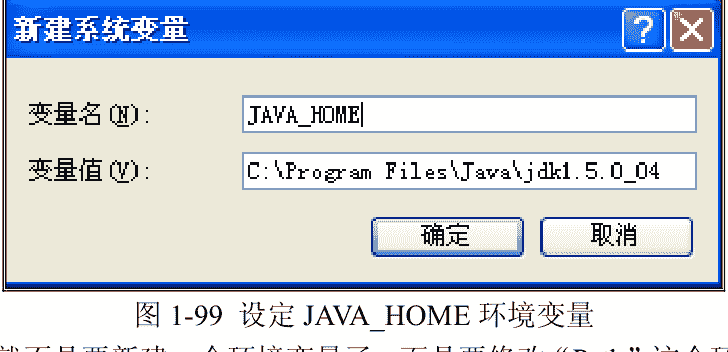 新建系统变量
变量名(N):
JAVA_HOME
变量值(V):
C:\Program Files\Java\jdk1.5.0_04
确定
取消
图 1-99 设定 JAVA_HOME 环境变量